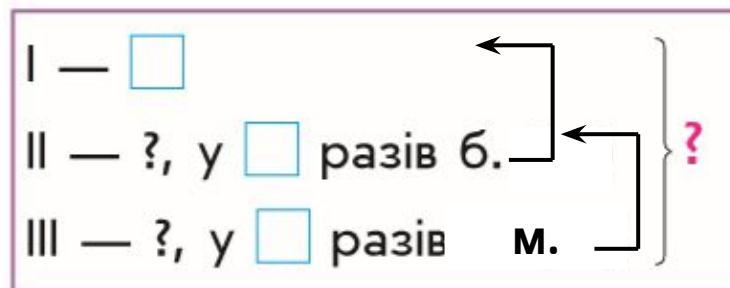 I — □
II — ?, у □ разів б.
III — ?, у □ разів м.
?